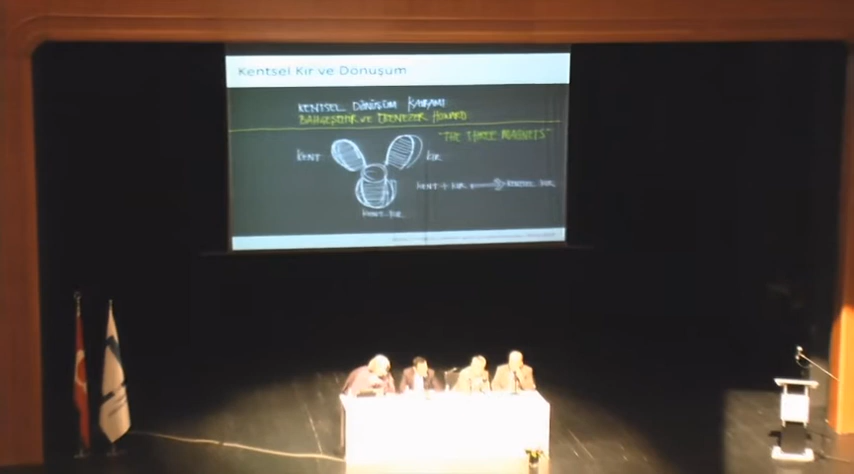 Kentsel Kır ve Dönüşüm
KENTSEL DÖNÜŞÜM KAVRAMI
BAHÇEŞEHİR VE EBENEZER HOWARD
"THE THREE MAGNETS"
KENT
KIR
KENT + KIR KENTSEL KIR
KENT-KIR